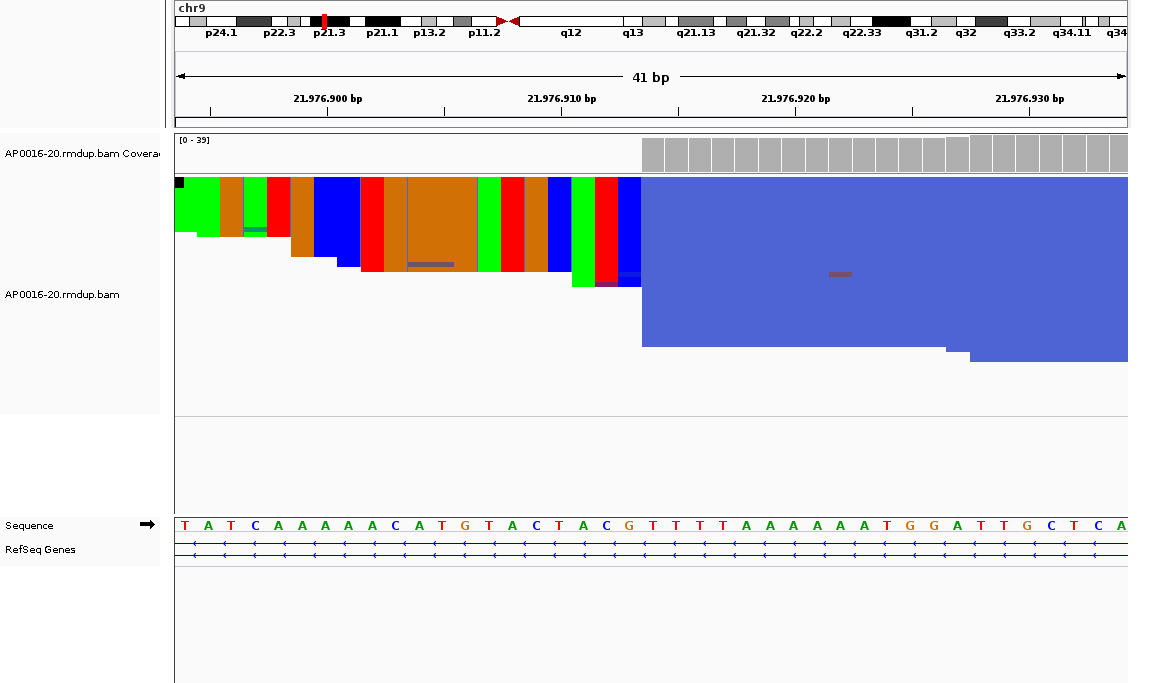 chr9
p24.1 p22.3 p21.3 p21.1 p13.2 p11.2 q12 q13 q21.13 q21.32 q22.2 q22.33 q31.2 q32 q33.2 q34.11 q34
41 bp
21.976.900 bp 21.976.910 bp 21.976.920 bp 21.976.930 bp
AP0016-20.rmdup.bam Covera
[0 - 39]
AP0016-20.rmdup.bam
Sequence
T A T C A A A A A C A T G T A C T A C G T T T T A A A A A A T G G A T T G C T C A
RefSeq Genes